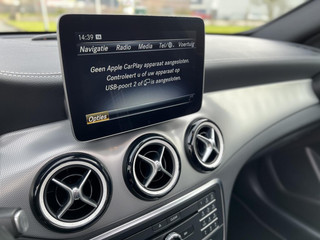 14:39
Navigatie Radio Media Tel/ Voertuig
Geen Apple CarPlay apparaat aangesloten.
Controleert u of uw apparaat op
USB-poort 2 of is aangesloten.
Opties